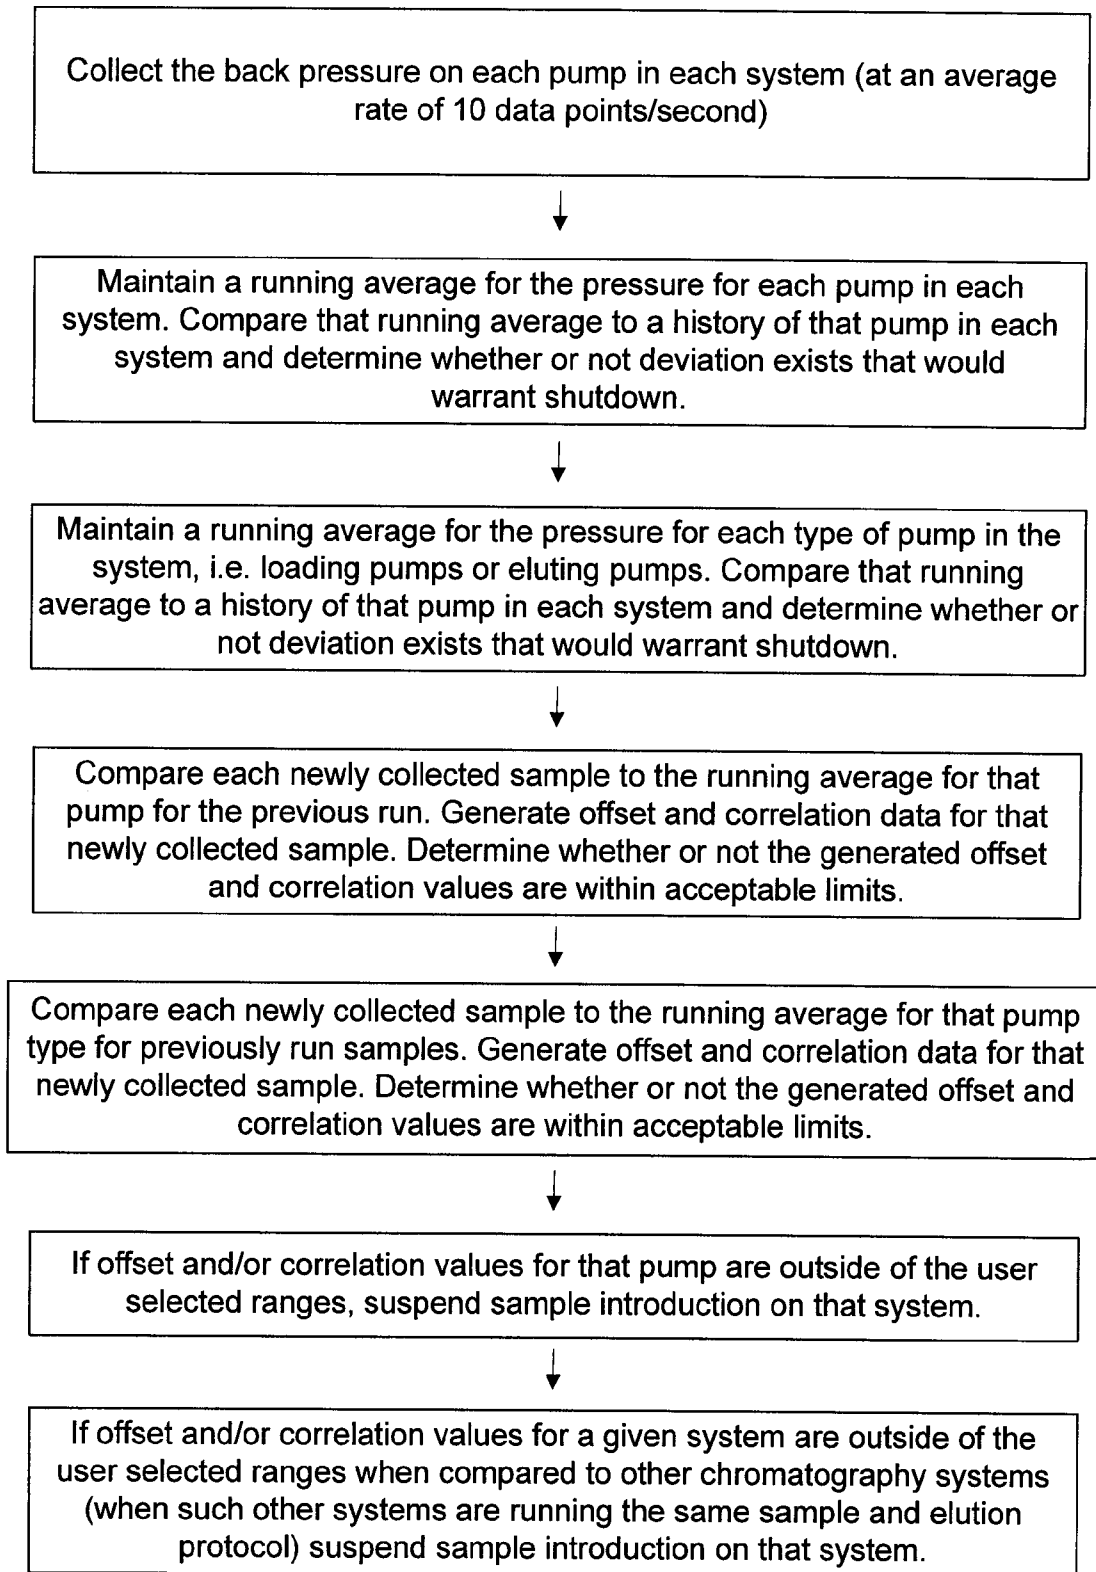 Collect the back pressure on each pump in each system (at an average
rate of 10 data points/second)
Maintain a running average for the pressure for each pump in each
system. Compare that running average to a history of that pump in each
system and determine whether or not deviation exists that would
warrant shutdown.
Maintain a running average for the pressure for each type of pump in the
system, i.e. loading pumps or eluting pumps. Compare that running
average to a history of that pump in each system and determine whether or
not deviation exists that would warrant shutdown.
Compare each newly collected sample to the running average for that
pump for the previous run. Generate offset and correlation data for that
newly collected sample. Determine whether or not the generated offset
and correlation values are within acceptable limits.
Compare each newly collected sample to the running average for that pump
type for previously run samples. Generate offset and correlation data for that
newly collected sample. Determine whether or not the generated offset and
correlation values are within acceptable limits.
If offset and/or correlation values for that pump are outside of the user
selected ranges, suspend sample introduction on that system.
If offset and/or correlation values for a given system are outside of the
user selected ranges when compared to other chromatography systems
(when such other systems are running the same sample and elution
protocol) suspend sample introduction on that system.